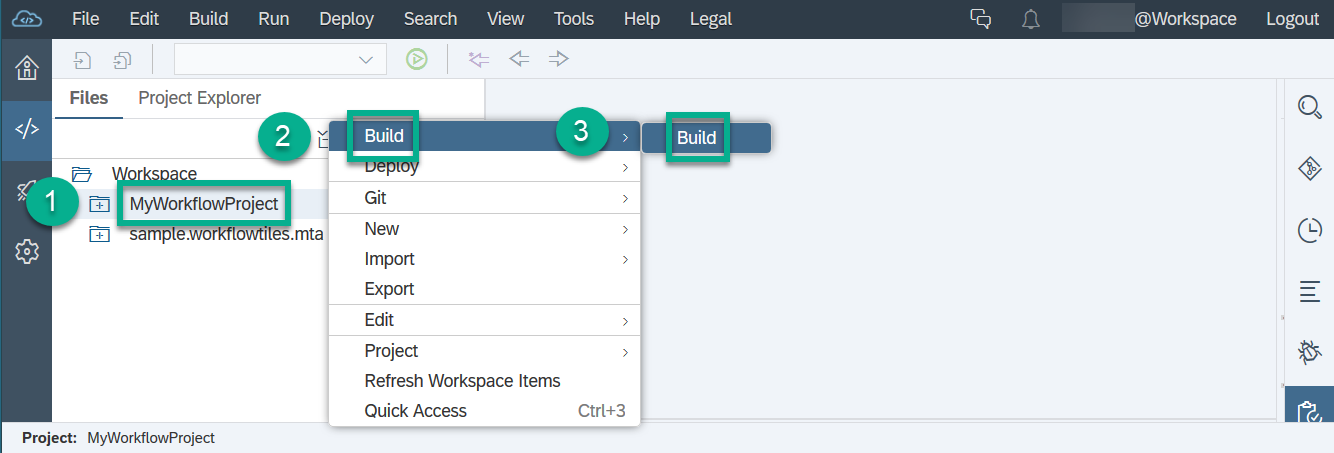 File Edit Build Run Deploy Search View Tools Help Legal @Workspace Logout
Files Project Explorer
2 Build 3 Build
Deploy
Workspace
1 MyWorkflowProject
Git
New
sample.workflowtiles.mta
Import
Export
Edit
Project
Refresh Workspace Items
Quick Access Ctrl+3
Project: MyWorkflowProject